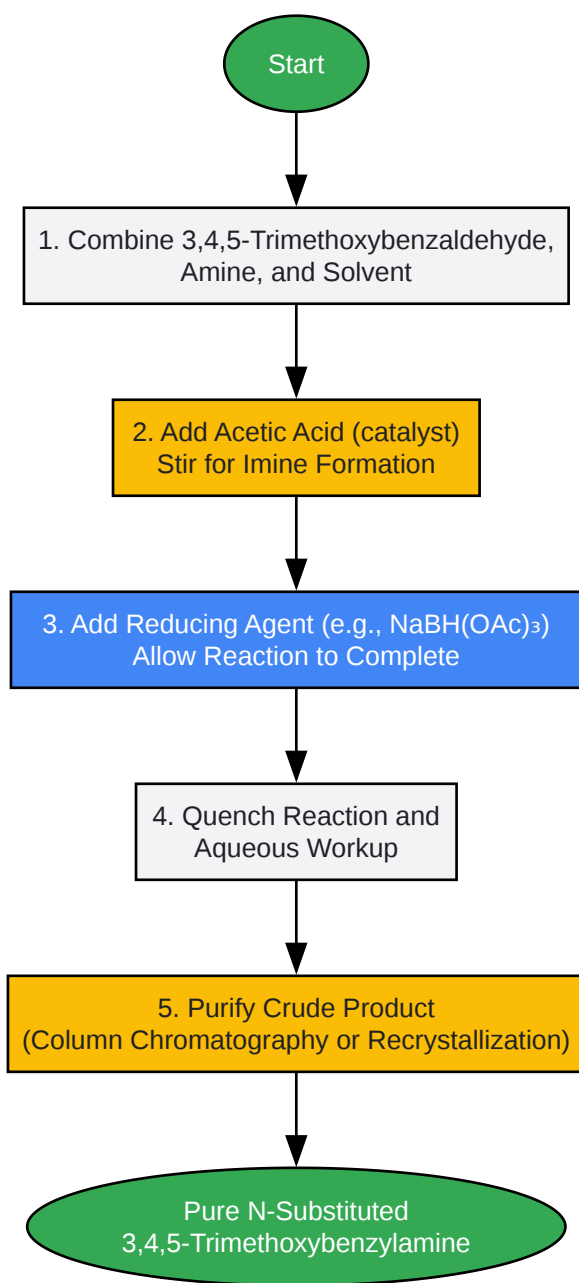 Start
1. Combine 3,4,5-Trimethoxybenzaldehyde,
Amine, and Solvent
2. Add Acetic Acid (catalyst)
Stir for Imine Formation
3. Add Reducing Agent (e.g., NaBH(OAc)₃)
Allow Reaction to Complete
4. Quench Reaction and
Aqueous Workup
5. Purify Crude Product
(Column Chromatography or Recrystallization)
Pure N-Substituted
3,4,5-Trimethoxybenzylamine